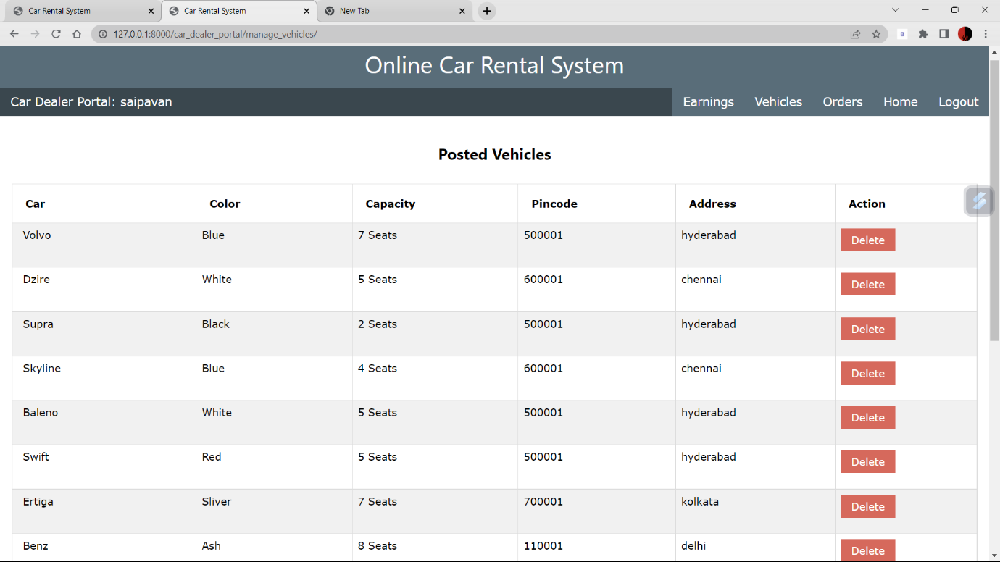 Car Rental System
Car Rental System
New Tab
127.0.0.1:8000/car_dealer_portal/manage_vehicles/
B
Online Car Rental System
Car Dealer Portal: saipavan Earnings Vehicles Orders Home Logout
Posted Vehicles
Car Color Capacity Pincode Address Action
Volvo Blue 7 Seats 500001 hyderabad Delete
Dzire White 5 Seats 600001 chennai Delete
Supra Black 2 Seats 500001 hyderabad Delete
Skyline Blue 4 Seats 600001 chennai Delete
Baleno White 5 Seats 500001 hyderabad Delete
Swift Red 5 Seats 500001 hyderabad Delete
Ertiga Sliver 7 Seats 700001 kolkata Delete
Benz Ash 8 Seats 110001 delhi Delete